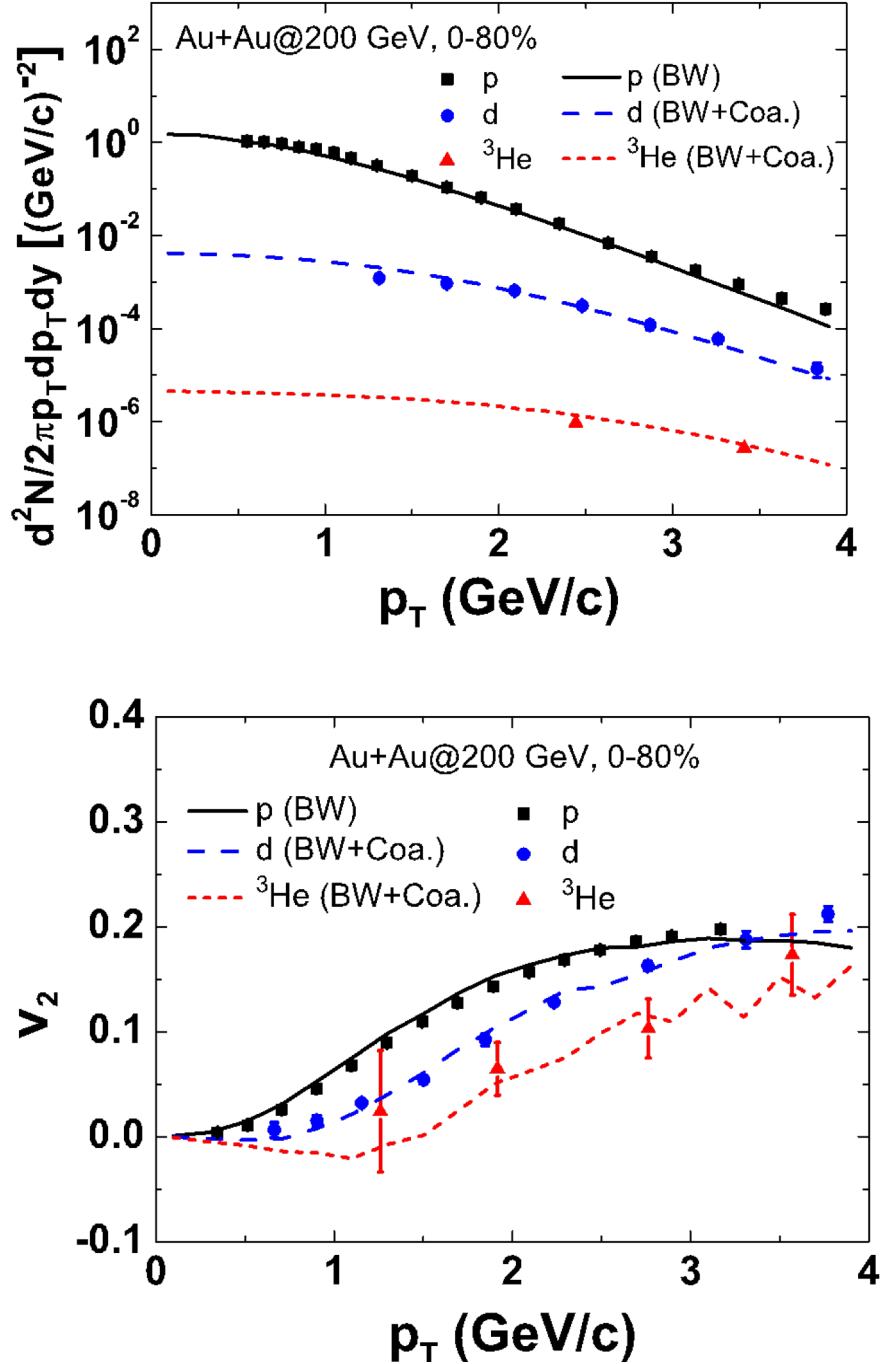 d²N/2πp_T dp_T dy [(GeV/c)⁻²]
10²
10⁰
10⁻²
10⁻⁴
10⁻⁶
10⁻⁸
Au+Au@200 GeV, 0-80%
p p (BW)
d d (BW+Coa.)
³He ³He (BW+Coa.)
0 1 2 3 4
p_T (GeV/c)
v₂
0.4
0.3
0.2
0.1
0.0
-0.1
Au+Au@200 GeV, 0-80%
p (BW) p
d (BW+Coa.) d
³He (BW+Coa.) ³He
0 1 2 3 4
p_T (GeV/c)